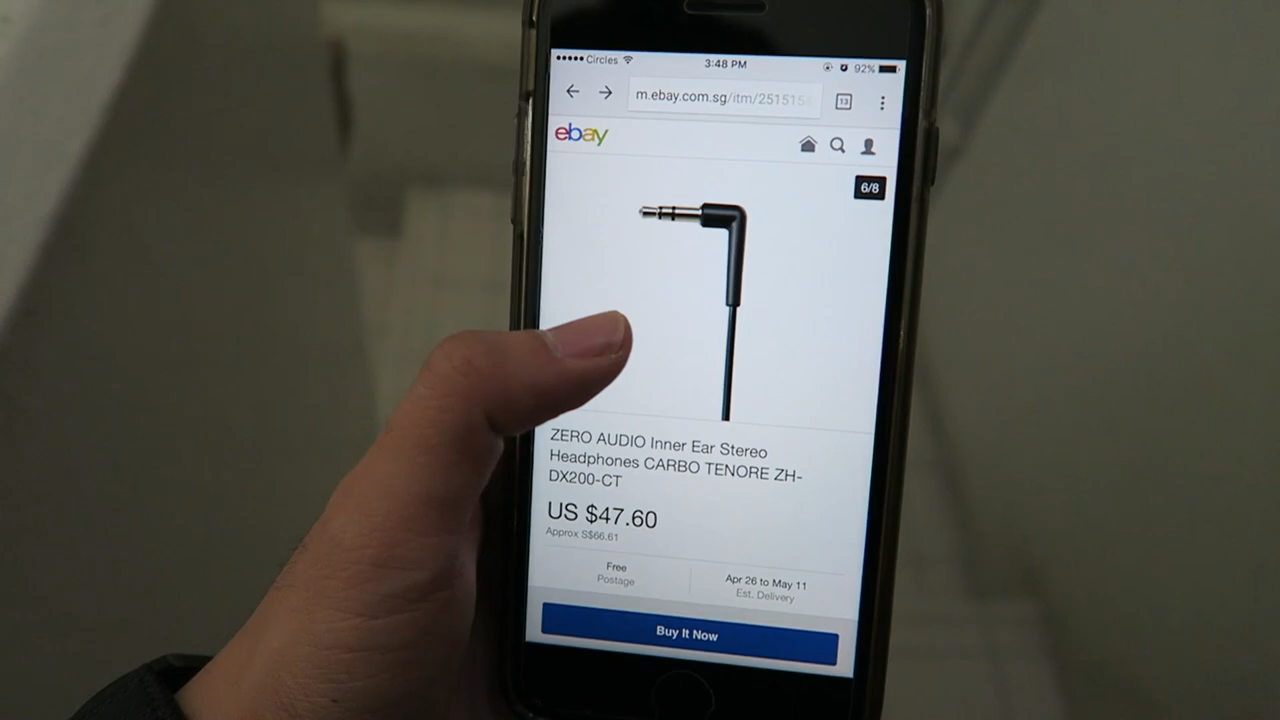 Circles
3:48 PM
92%
m.ebay.com.sg/itm/251515
13
ebay
6/8
ZERO AUDIO Inner Ear Stereo
Headphones CARBO TENORE ZH-
DX200-CT
US $47.60
Approx S$66.61
Free
Postage
Apr 26 to May 11
Est. Delivery
Buy It Now